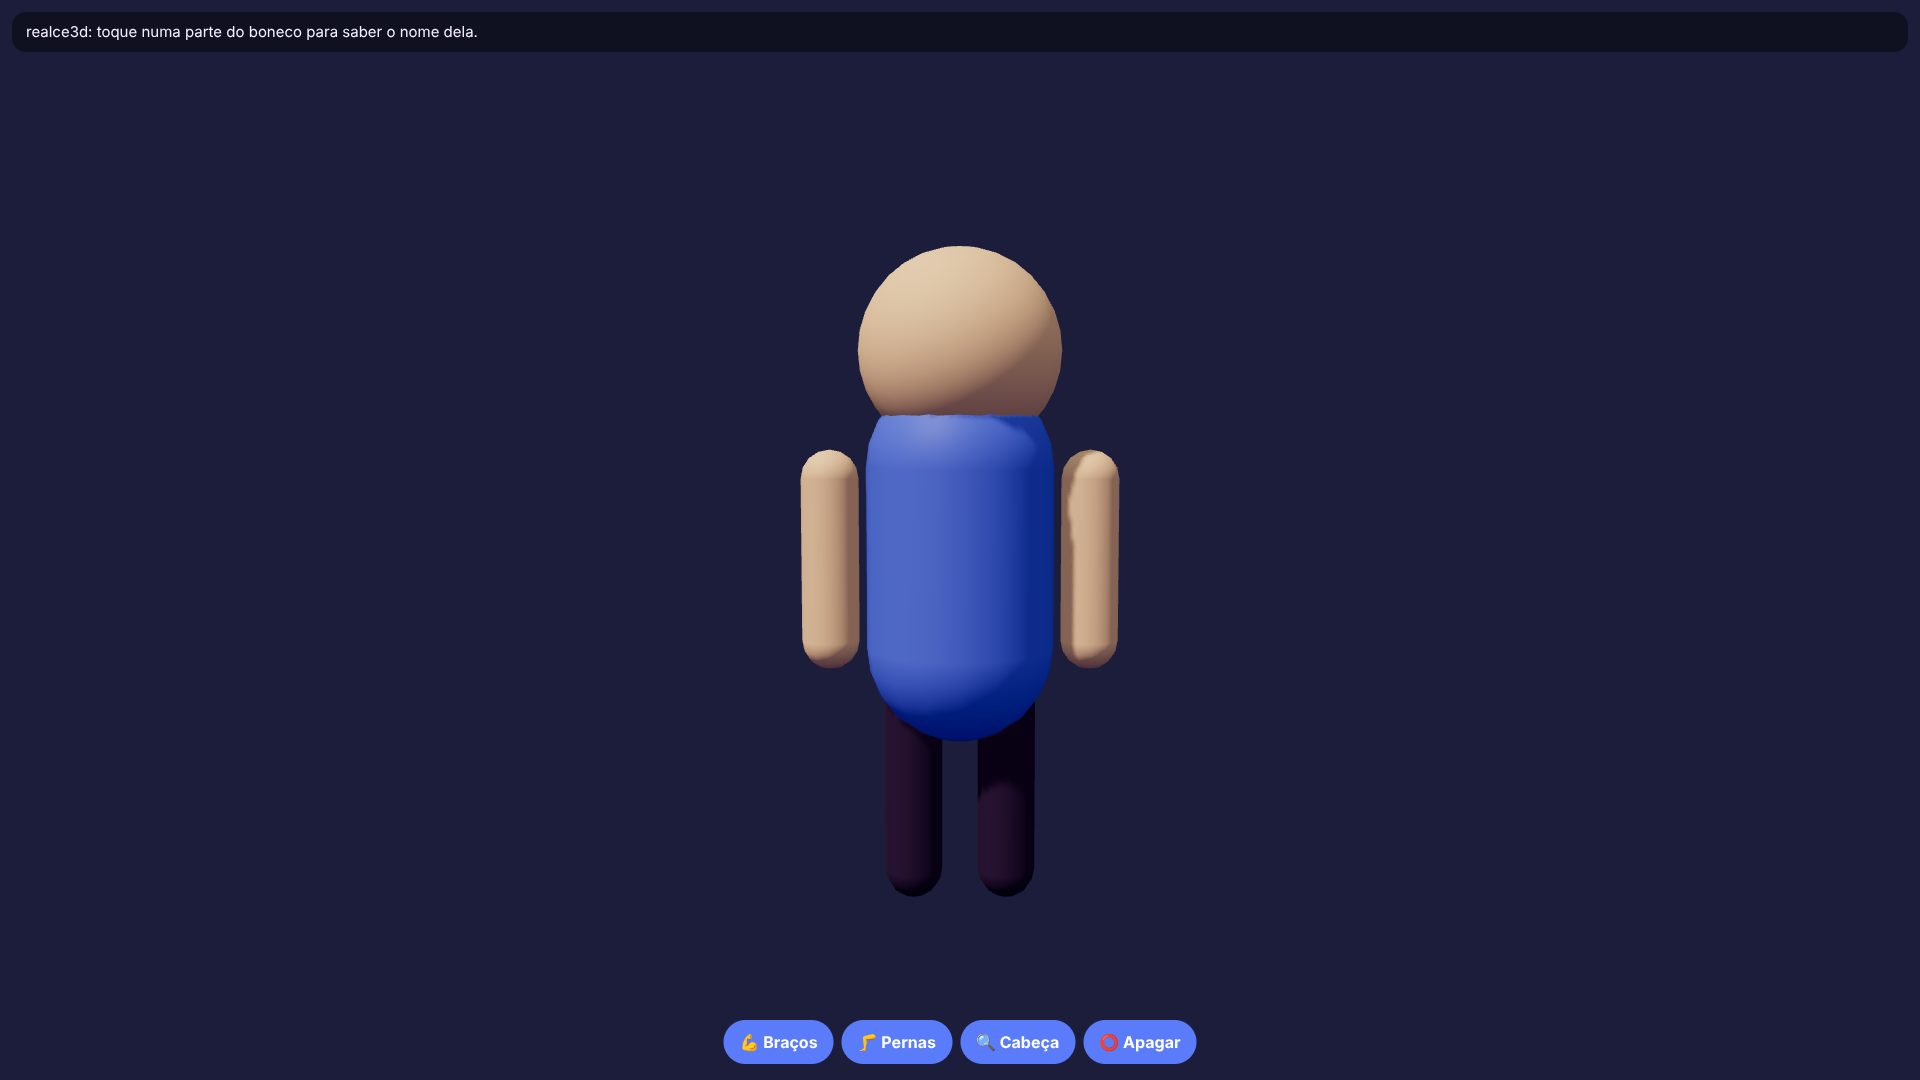 realce3d: toque numa parte do boneco para saber o nome dela.
💪 Braços 🦵 Pernas 🔍 Cabeça ⭕ Apagar